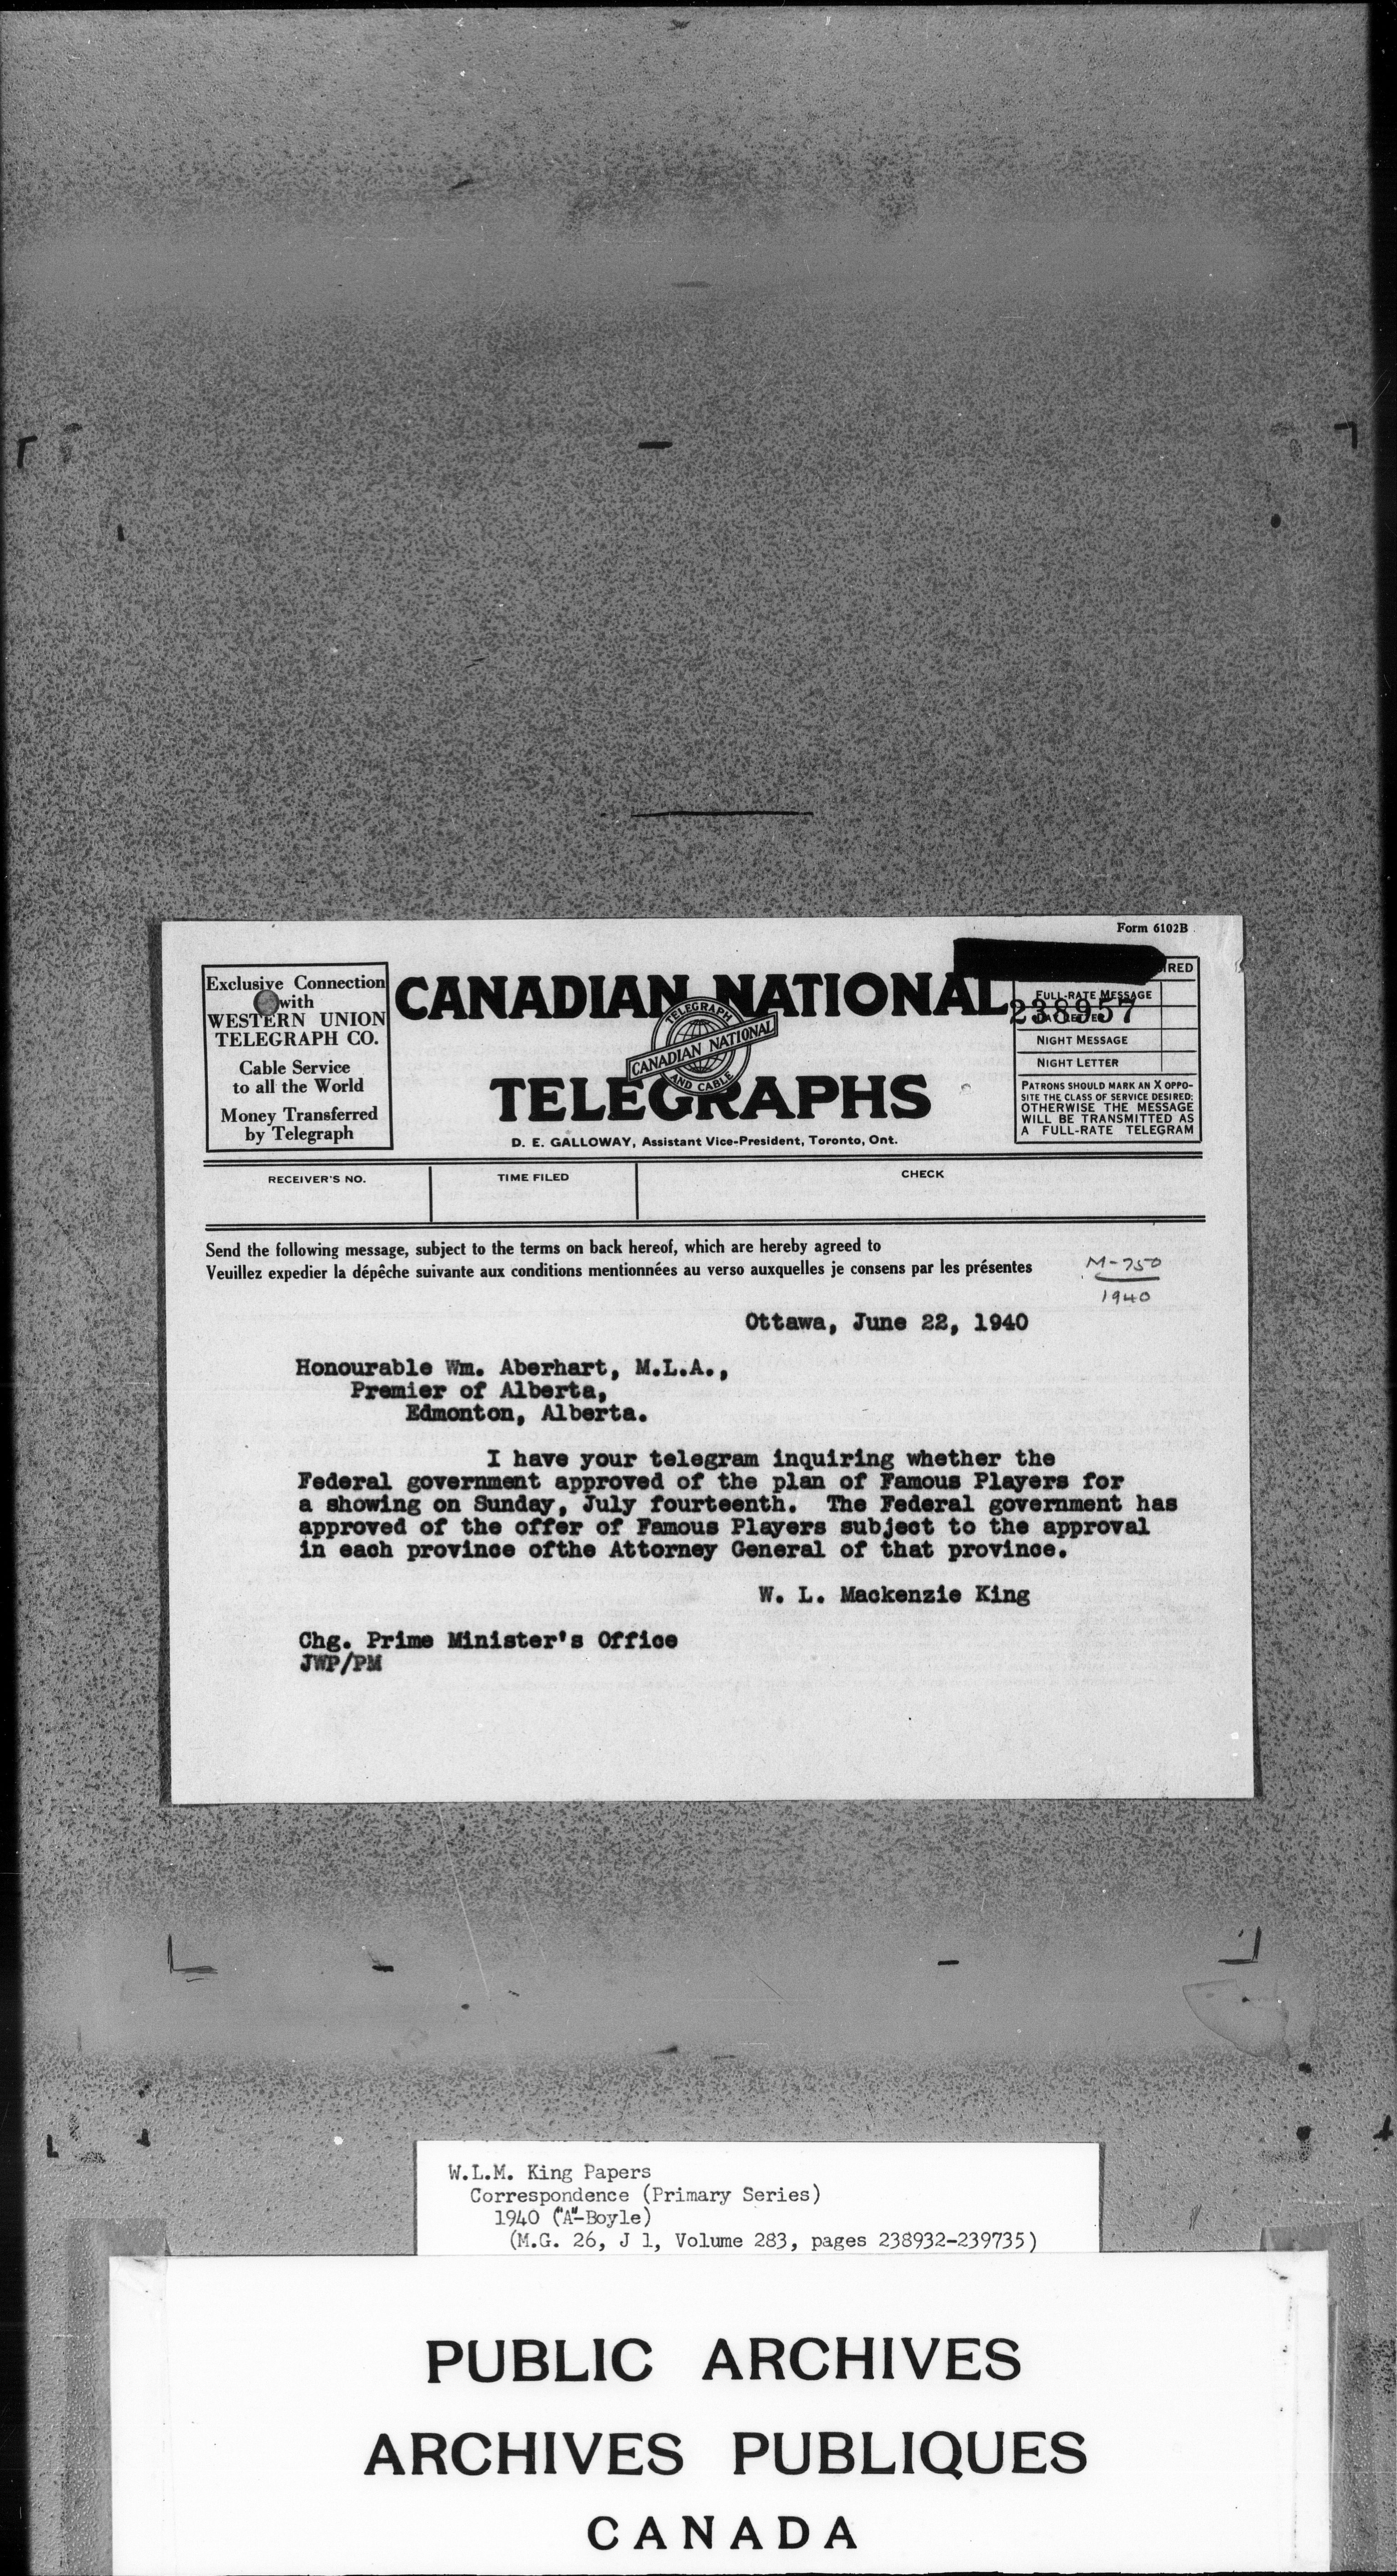 Form 6102B
Exclusive Connection
with
WESTERN UNION
TELEGRAPH CO.
Cable Service
to all the World
Money Transferred
by Telegraph
CANADIAN NATIONAL
TELEGRAPH
CANADIAN NATIONAL
AND CABLE
TELEGRAPHS
D. E. GALLOWAY, Assistant Vice-President, Toronto, Ont.
FULL-RATE MESSAGE
238957
NIGHT MESSAGE
NIGHT LETTER
PATRONS SHOULD MARK AN X OPPO-
SITE THE CLASS OF SERVICE DESIRED:
OTHERWISE THE MESSAGE
WILL BE TRANSMITTED AS
A FULL-RATE TELEGRAM
RECEIVER'S NO.
TIME FILED
CHECK
Send the following message, subject to the terms on back hereof, which are hereby agreed to
Veuillez expedier la dépêche suivante aux conditions mentionnées au verso auxquelles je consens par les présentes
M-750
1940
Ottawa, June 22, 1940
Honourable Wm. Aberhart, M.L.A.,
Premier of Alberta,
Edmonton, Alberta.
I have your telegram inquiring whether the
Federal government approved of the plan of Famous Players for
a showing on Sunday, July fourteenth. The Federal government has
approved of the offer of Famous Players subject to the approval
in each province ofthe Attorney General of that province.
W. L. Mackenzie King
Chg. Prime Minister's Office
JWP/PM
W.L.M. King Papers
Correspondence (Primary Series)
1940 ("A"-Boyle)
(M.G. 26, J 1, Volume 283, pages 238932-239735)
PUBLIC ARCHIVES
ARCHIVES PUBLIQUES
CANADA